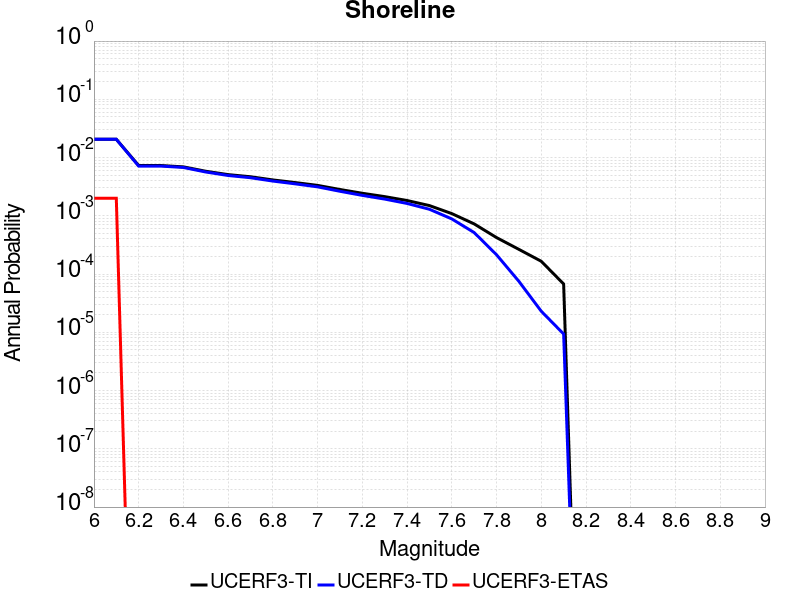 Shoreline
10^0
10^-1
10^-2
10^-3
10^-4
10^-5
10^-6
10^-7
10^-8
Annual Probability
6 6.2 6.4 6.6 6.8 7 7.2 7.4 7.6 7.8 8 8.2 8.4 8.6 8.8 9
Magnitude
UCERF3-TI UCERF3-TD UCERF3-ETAS